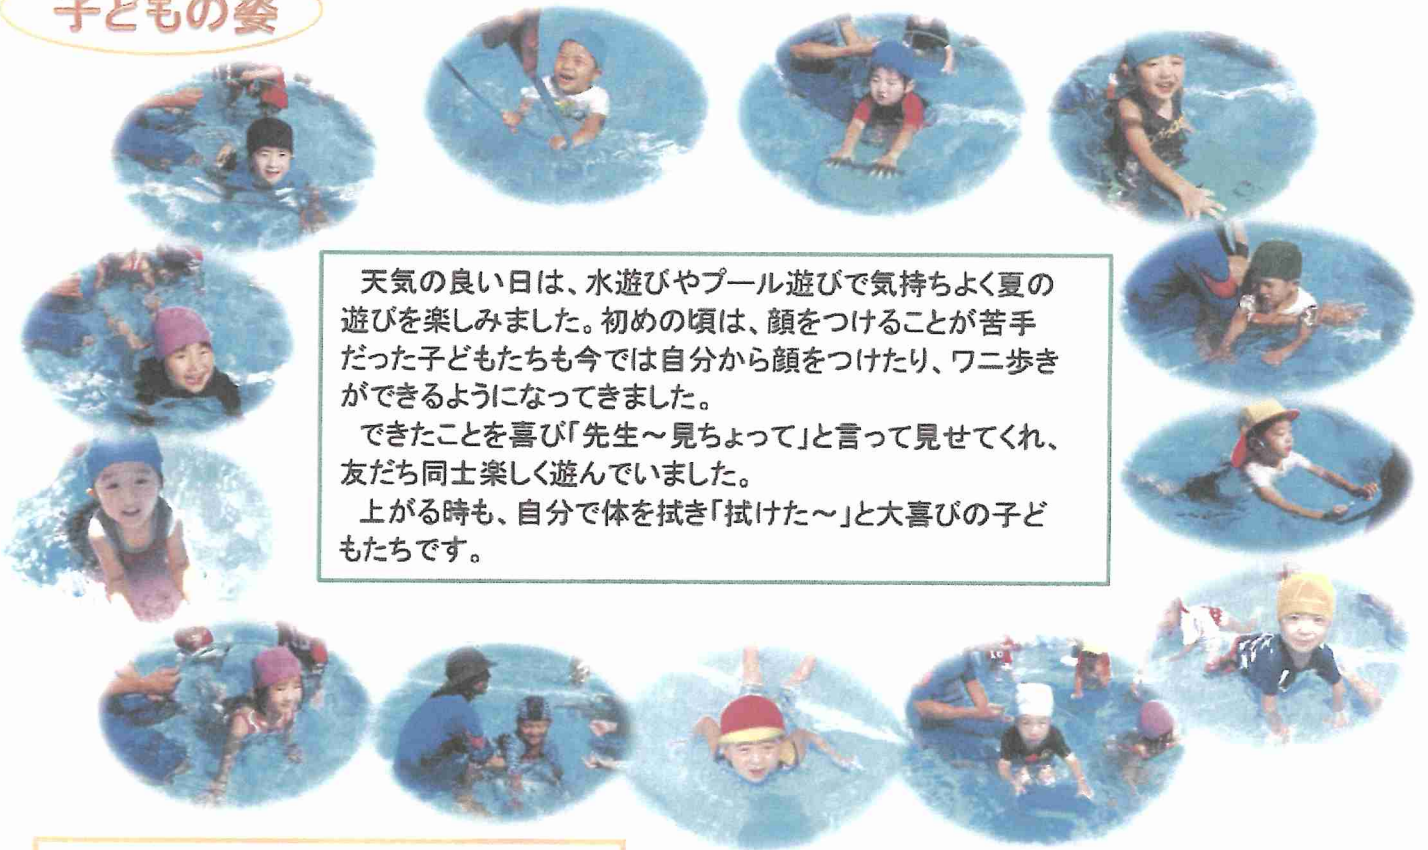 子どもの姿
天気の良い日は、水遊びやプール遊びで気持ちよく夏の
遊びを楽しみました。初めの頃は、顔をつけることが苦手
だった子どもたちも今では自分から顔をつけたり、ワニ歩き
ができるようになってきました。
できたことを喜び「先生～見ちょって」と言って見せてくれ、
友だち同士楽しく遊んでいました。
上がる時も、自分で体を拭き「拭けた～」と大喜びの子ど
もたちです。